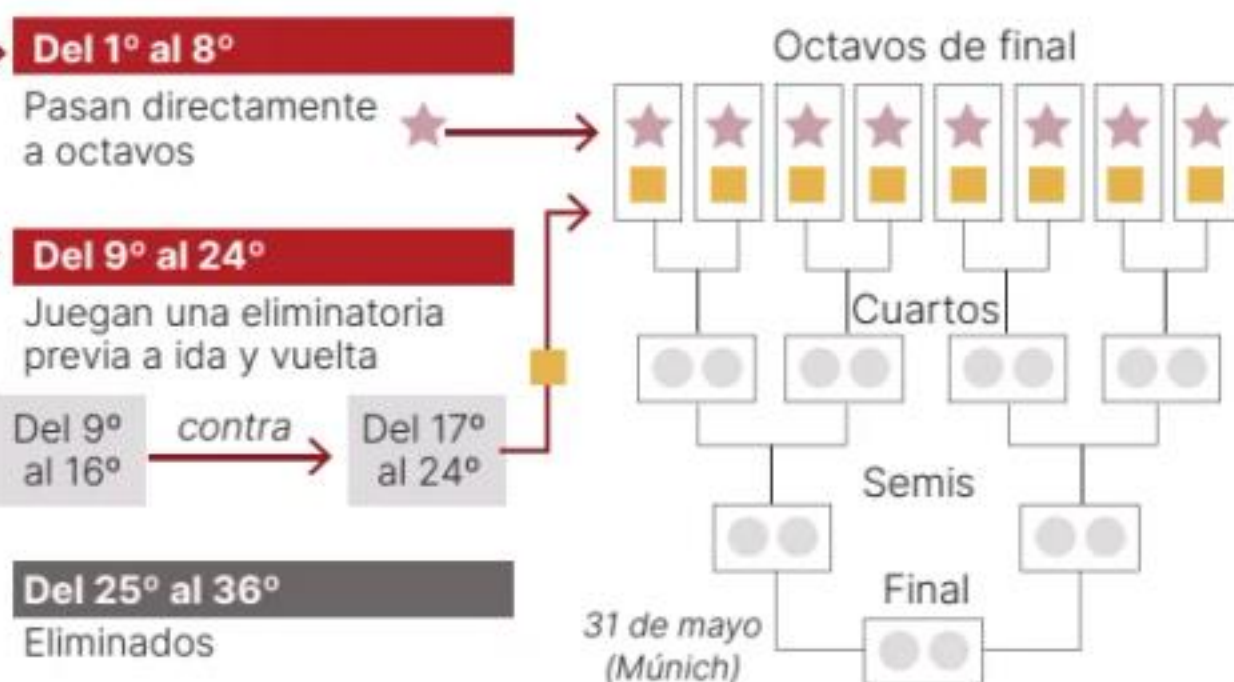 Del 1º al 8º
Pasan directamente
a octavos
Del 9º al 24º
Juegan una eliminatoria
previa a ida y vuelta
Del 9º
al 16º
contra
Del 17º
al 24º
Del 25º al 36º
Eliminados
Octavos de final
Cuartos
Semis
Final
31 de mayo
(Múnich)